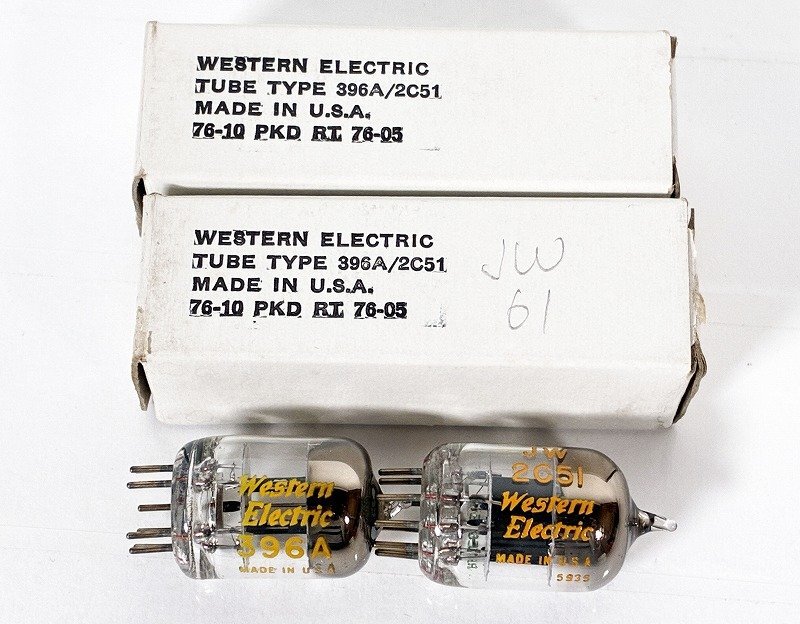 WESTERN ELECTRIC
TUBE TYPE 396A/2C51
MADE IN U.S.A.
76-10 PKD RT 76-05
WESTERN ELECTRIC
TUBE TYPE 396A/2C51
MADE IN U.S.A.
76-10 PKD RT 76-05
JW
61
Western
Electric
396A
MADE IN U.S.A
JW
2C51
Western
Electric
MADE IN U.S.A
5939